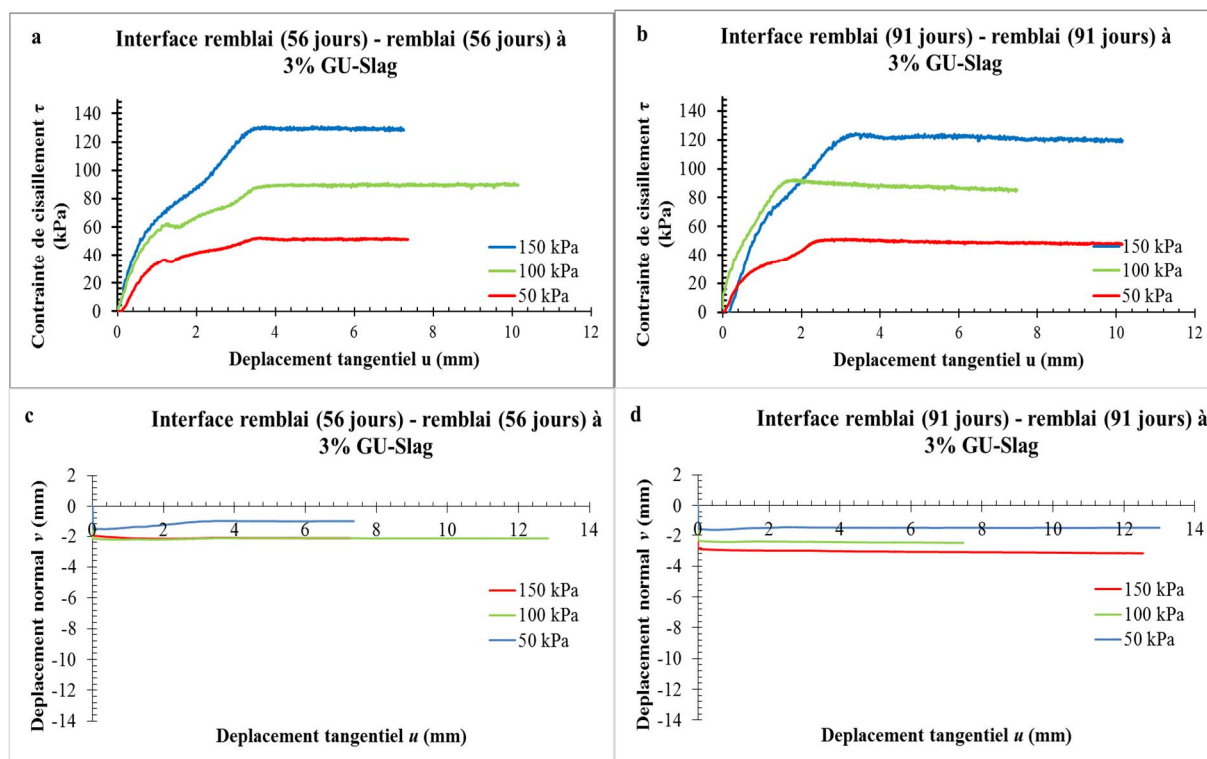 a
Interface remblai (56 jours) - remblai (56 jours) à
3% GU-Slag
Contrainte de cisaillement τ
(kPa)
140
120
100
80
60
40
20
0
0 2 4 6 8 10 12
150 kPa
100 kPa
50 kPa
Deplacement tangentiel u (mm)
b
Interface remblai (91 jours) - remblai (91 jours) à
3% GU-Slag
Contrainte de cisaillement τ
(kPa)
140
120
100
80
60
40
20
0
0 2 4 6 8 10 12
150 kPa
100 kPa
50 kPa
Deplacement tangentiel u (mm)
c
Interface remblai (56 jours) - remblai (56 jours) à
3% GU-Slag
Deplacement normal v (mm)
2
0
-2
-4
-6
-8
-10
-12
-14
0 2 4 6 8 10 12 14
150 kPa
100 kPa
50 kPa
Deplacement tangentiel u (mm)
d
Interface remblai (91 jours) - remblai (91 jours) à
3% GU-Slag
Deplacement normal v (mm)
2
0
-2
-4
-6
-8
-10
-12
-14
0 2 4 6 8 10 12 14
150 kPa
100 kPa
50 kPa
Deplacement tangentiel u (mm)